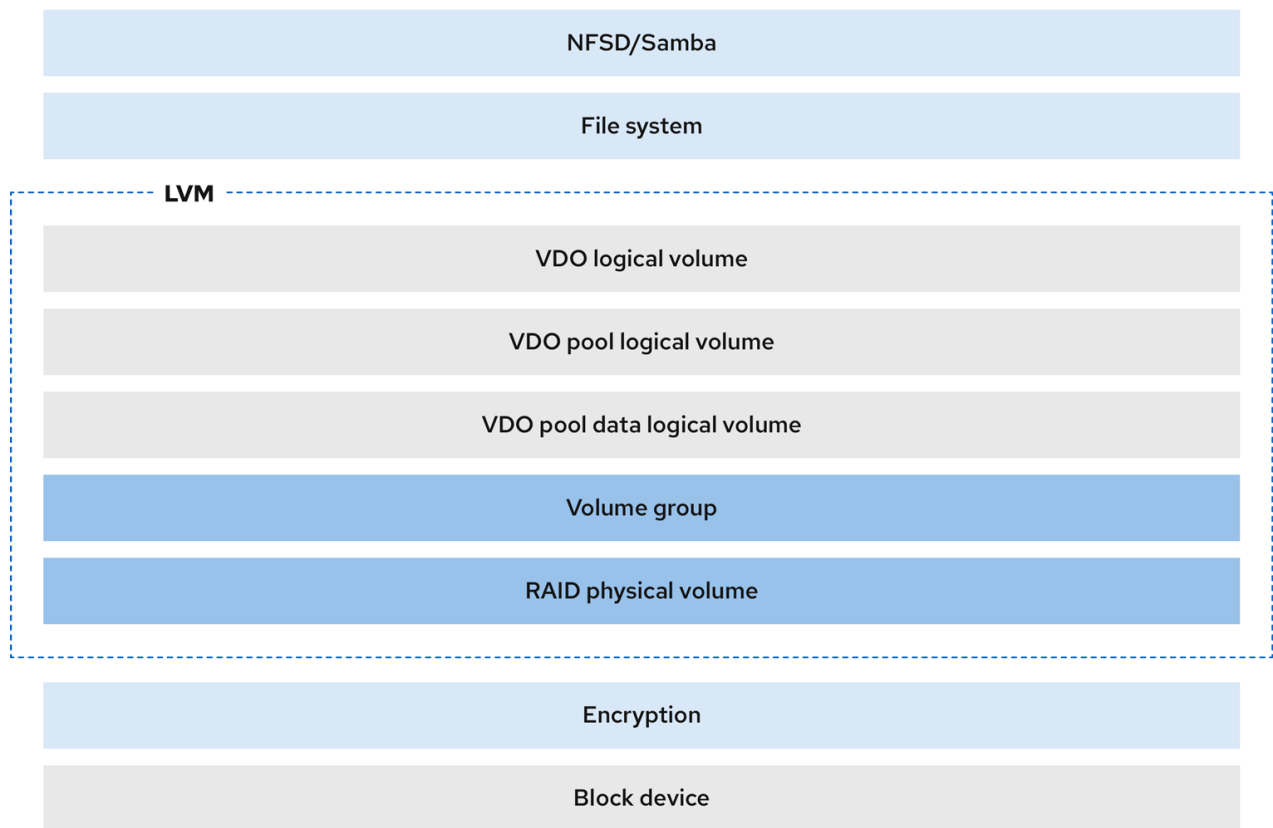 NFSD/Samba
File system
LVM
VDO logical volume
VDO pool logical volume
VDO pool data logical volume
Volume group
RAID physical volume
Encryption
Block device